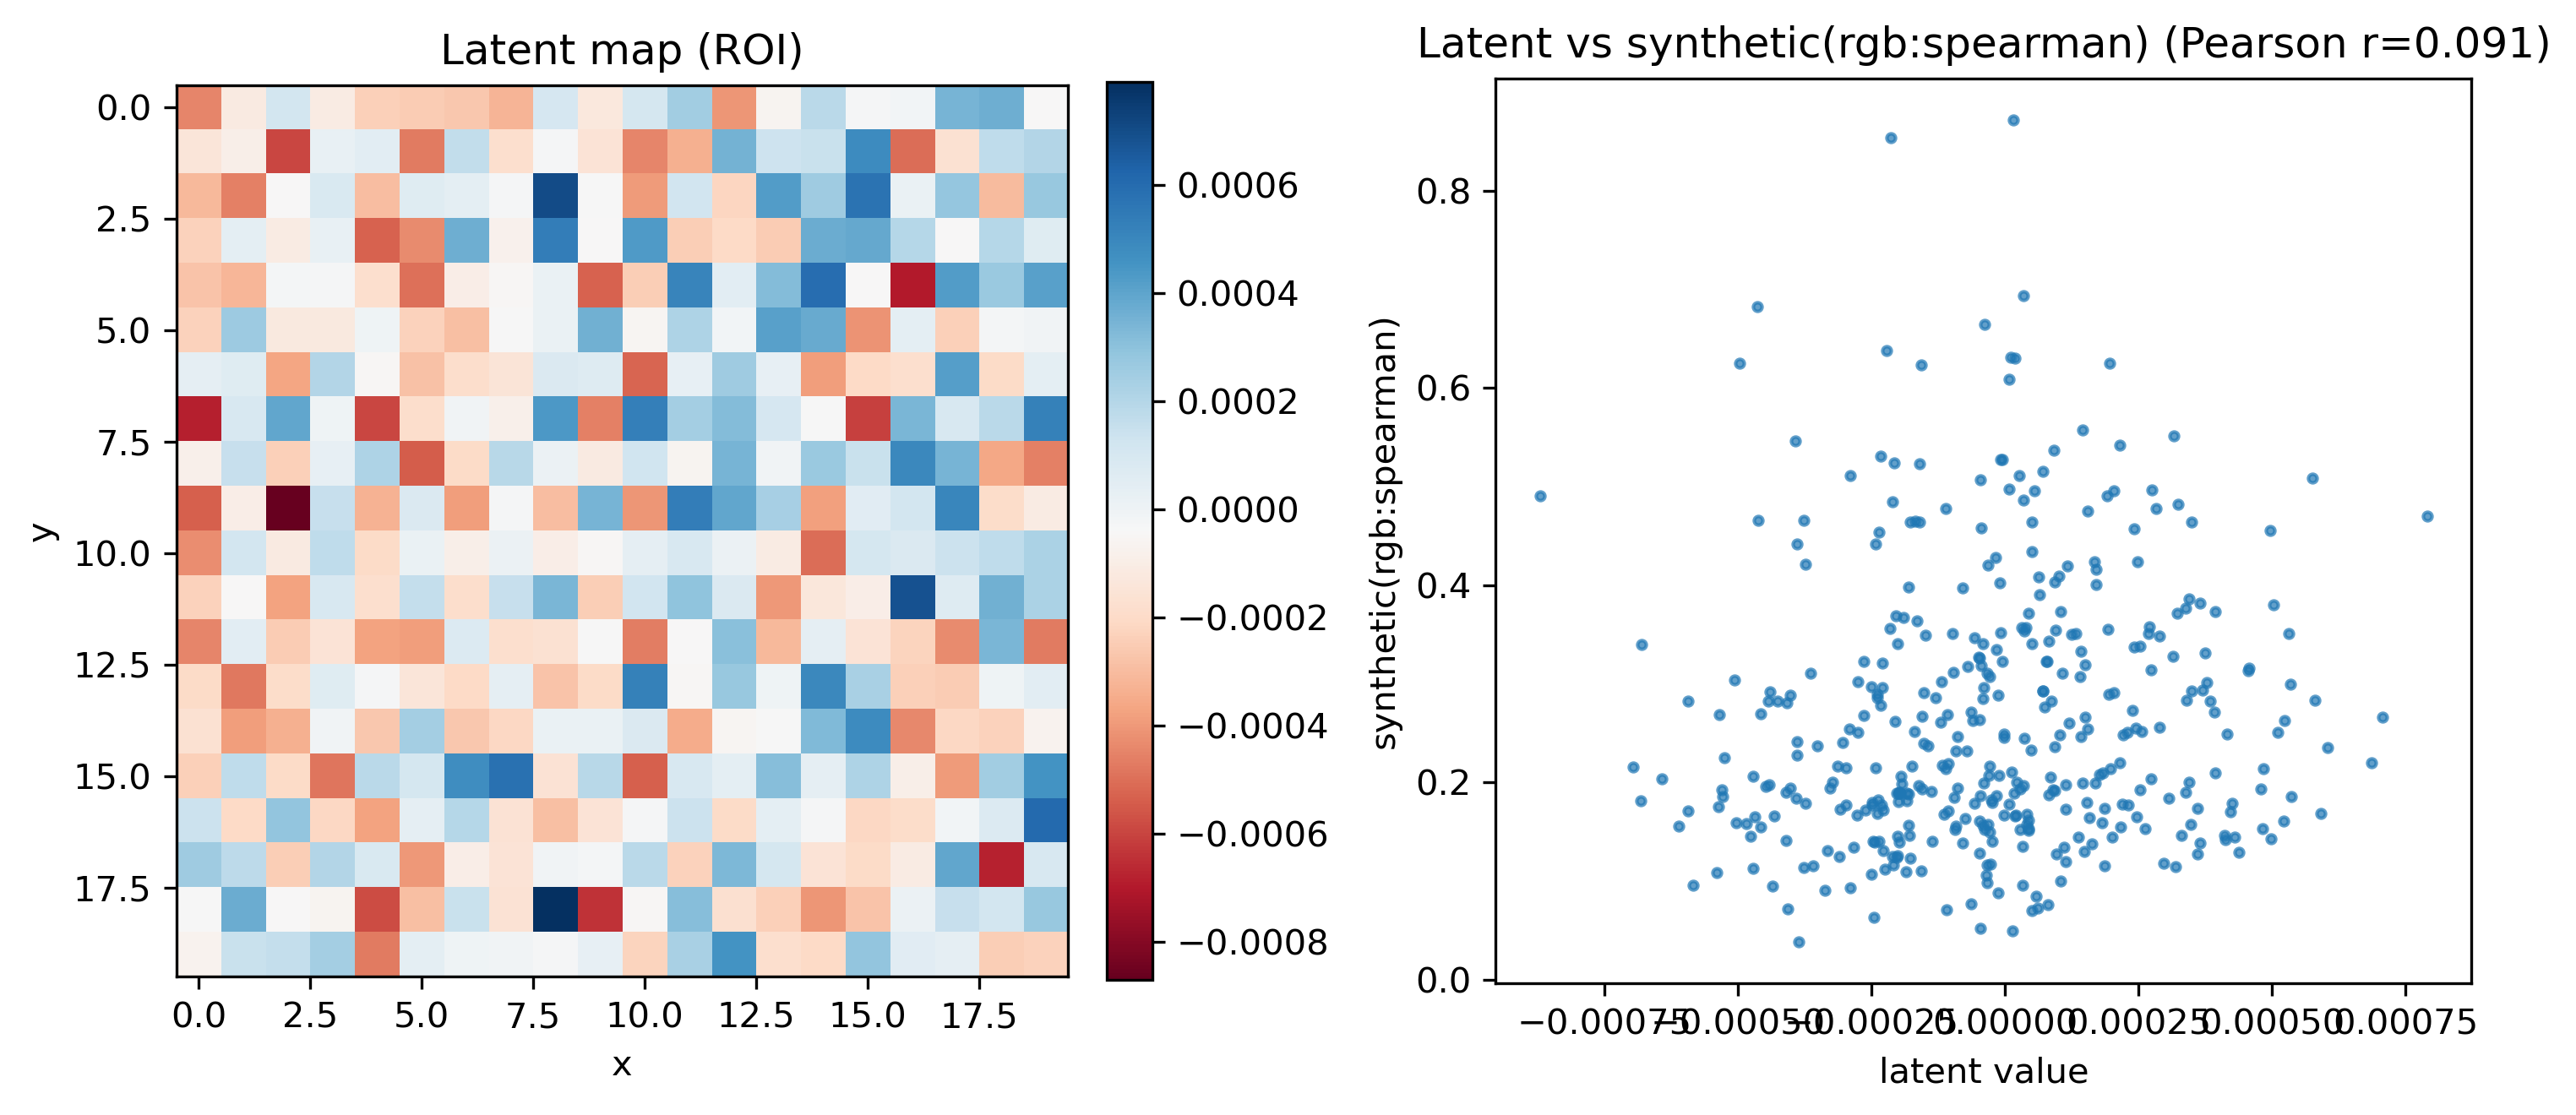 Latent map (ROI)
0.0
2.5
5.0
7.5
10.0
12.5
15.0
17.5
y
0.0 2.5 5.0 7.5 10.0 12.5 15.0 17.5
x
0.0006
0.0004
0.0002
0.0000
−0.0002
−0.0004
−0.0006
−0.0008
Latent vs synthetic(rgb:spearman) (Pearson r=0.091)
0.8
0.6
0.4
0.2
0.0
synthetic(rgb:spearman)
−0.00075 −0.00050 −0.00025 0.00000 0.00025 0.00050 0.00075
latent value